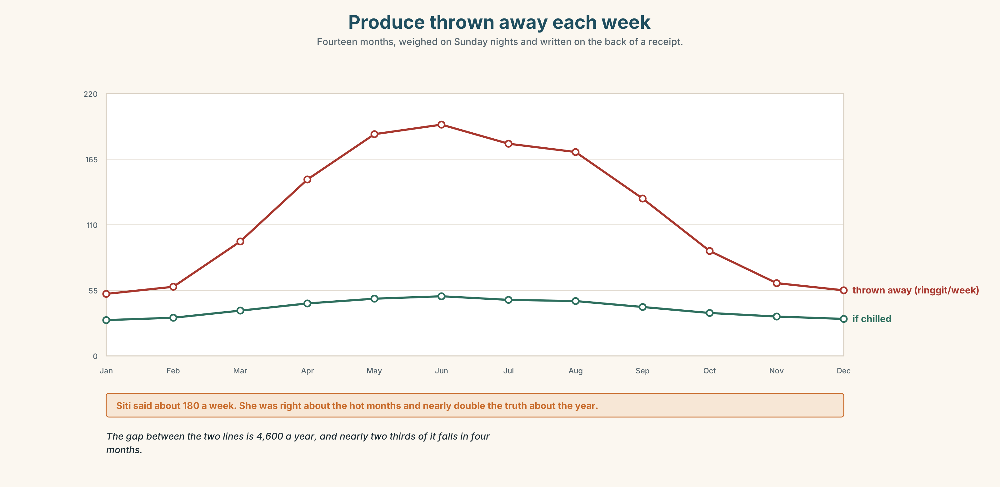 Produce thrown away each week
Fourteen months, weighed on Sunday nights and written on the back of a receipt.
220
165
110
55
0
thrown away (ringgit/week)
if chilled
Jan Feb Mar Apr May Jun Jul Aug Sep Oct Nov Dec
Siti said about 180 a week. She was right about the hot months and nearly double the truth about the year.
The gap between the two lines is 4,600 a year, and nearly two thirds of it falls in four
months.